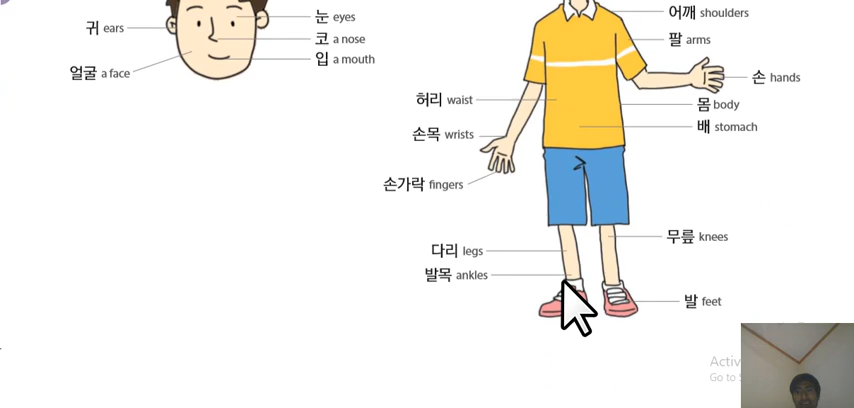 눈 eyes
귀 ears
코 a nose
입 a mouth
얼굴 a face
어깨 shoulders
팔 arms
손 hands
허리 waist
몸 body
배 stomach
손목 wrists
손가락 fingers
무릎 knees
다리 legs
발목 ankles
발 feet
Go to